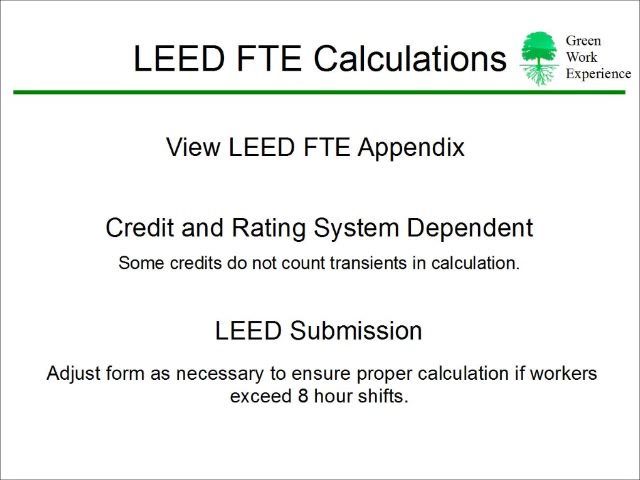 LEED FTE Calculations
Green
Work
Experience
View LEED FTE Appendix
Credit and Rating System Dependent
Some credits do not count transients in calculation.
LEED Submission
Adjust form as necessary to ensure proper calculation if workers
exceed 8 hour shifts.